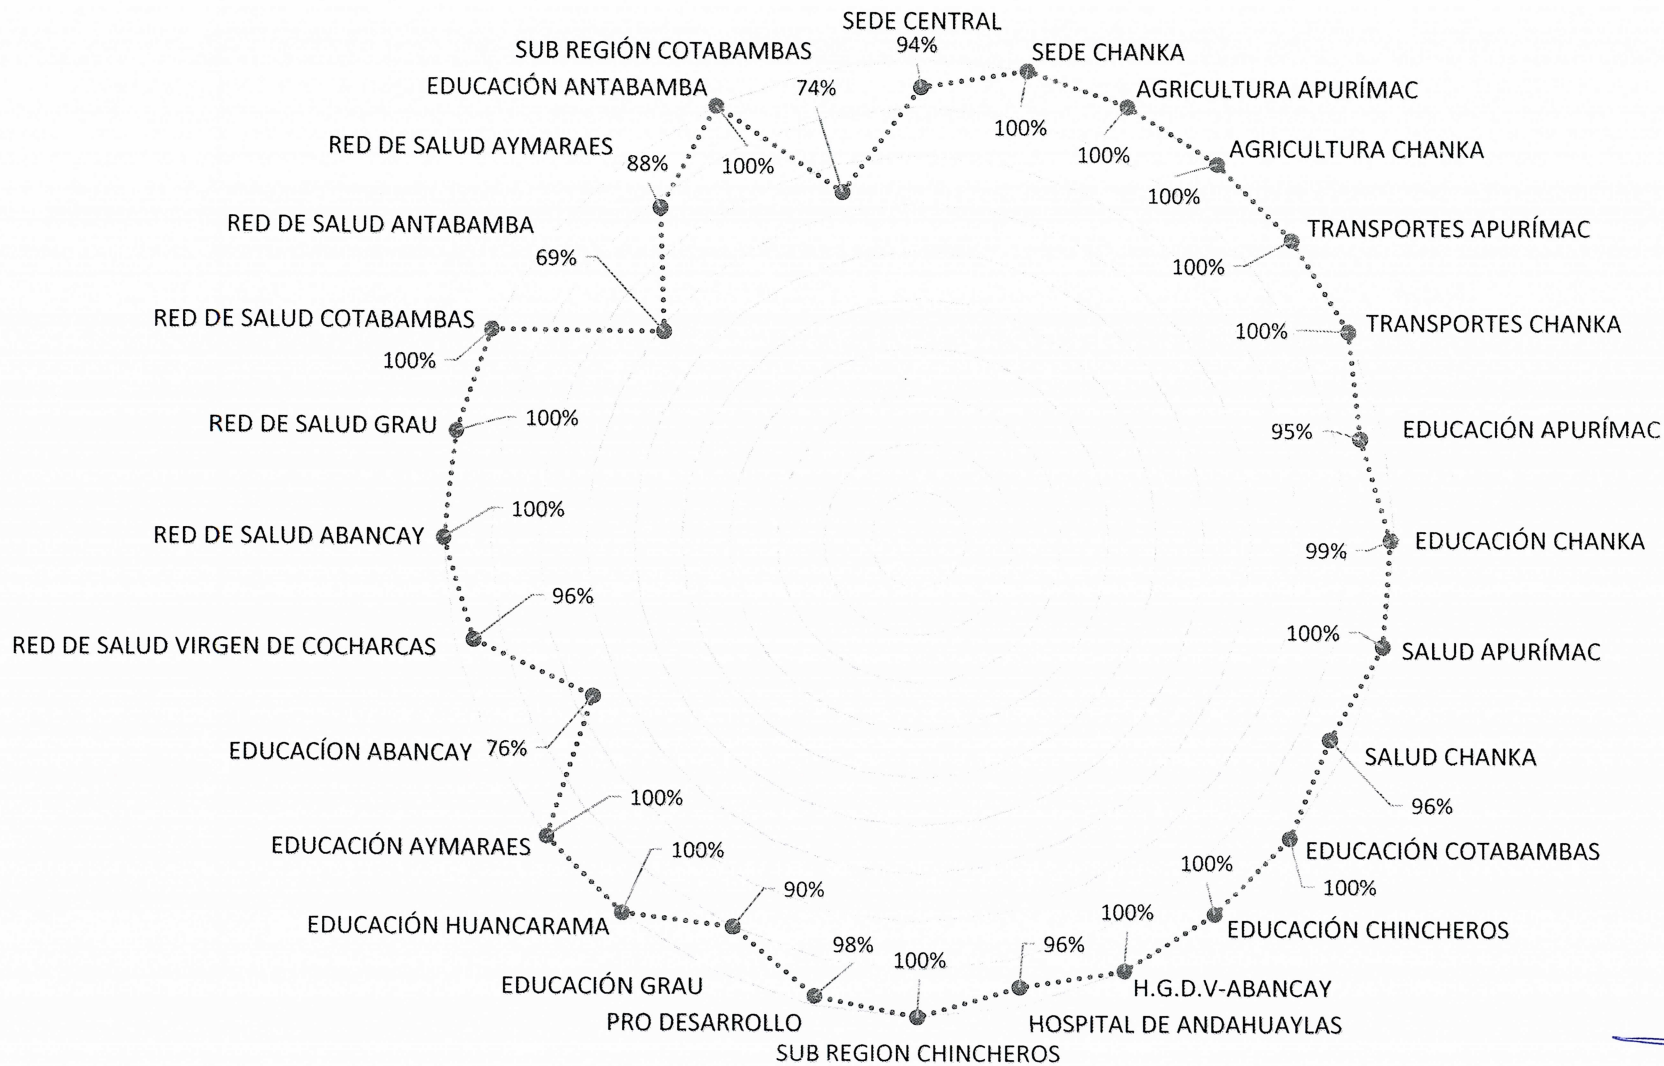 SEDE CENTRAL
94%
SEDE CHANKA
100%
AGRICULTURA APURÍMAC
100%
AGRICULTURA CHANKA
100%
TRANSPORTES APURÍMAC
100%
TRANSPORTES CHANKA
100%
EDUCACIÓN APURÍMAC
95%
EDUCACIÓN CHANKA
99%
SALUD APURÍMAC
100%
SALUD CHANKA
96%
EDUCACIÓN COTABAMBAS
100%
EDUCACIÓN CHINCHEROS
100%
H.G.D.V-ABANCAY
100%
HOSPITAL DE ANDAHUAYLAS
96%
SUB REGION CHINCHEROS
100%
PRO DESARROLLO
98%
EDUCACIÓN GRAU
90%
EDUCACIÓN HUANCARAMA
100%
EDUCACIÓN AYMARAES
100%
EDUCACÍON ABANCAY
76%
RED DE SALUD VIRGEN DE COCHARCAS
96%
RED DE SALUD ABANCAY
100%
RED DE SALUD GRAU
100%
RED DE SALUD COTABAMBAS
100%
RED DE SALUD ANTABAMBA
69%
RED DE SALUD AYMARAES
88%
EDUCACIÓN ANTABAMBA
100%
SUB REGIÓN COTABAMBAS
74%